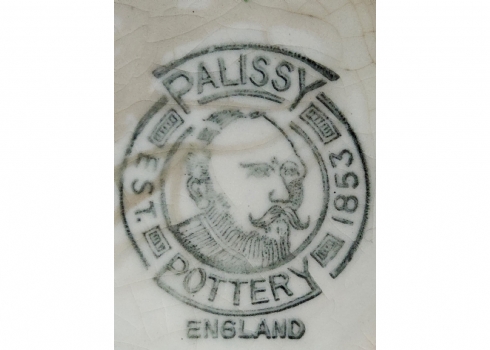 PALISSY
EST. 1853
POTTERY
ENGLAND